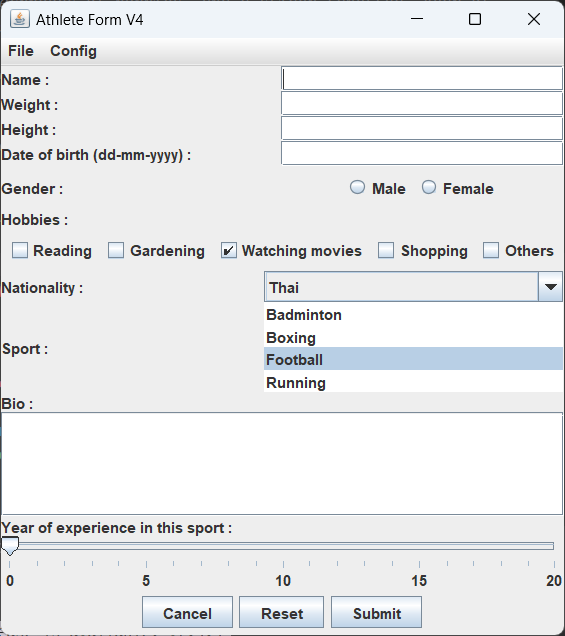 Athlete Form V4
File Config
Name :
Weight :
Height :
Date of birth (dd-mm-yyyy) :
Gender : Male Female
Hobbies :
Reading Gardening Watching movies Shopping Others
Nationality : Thai
Badminton
Boxing
Sport :
Football
Running
Bio :
Year of experience in this sport :
0 5 10 15 20
Cancel Reset Submit